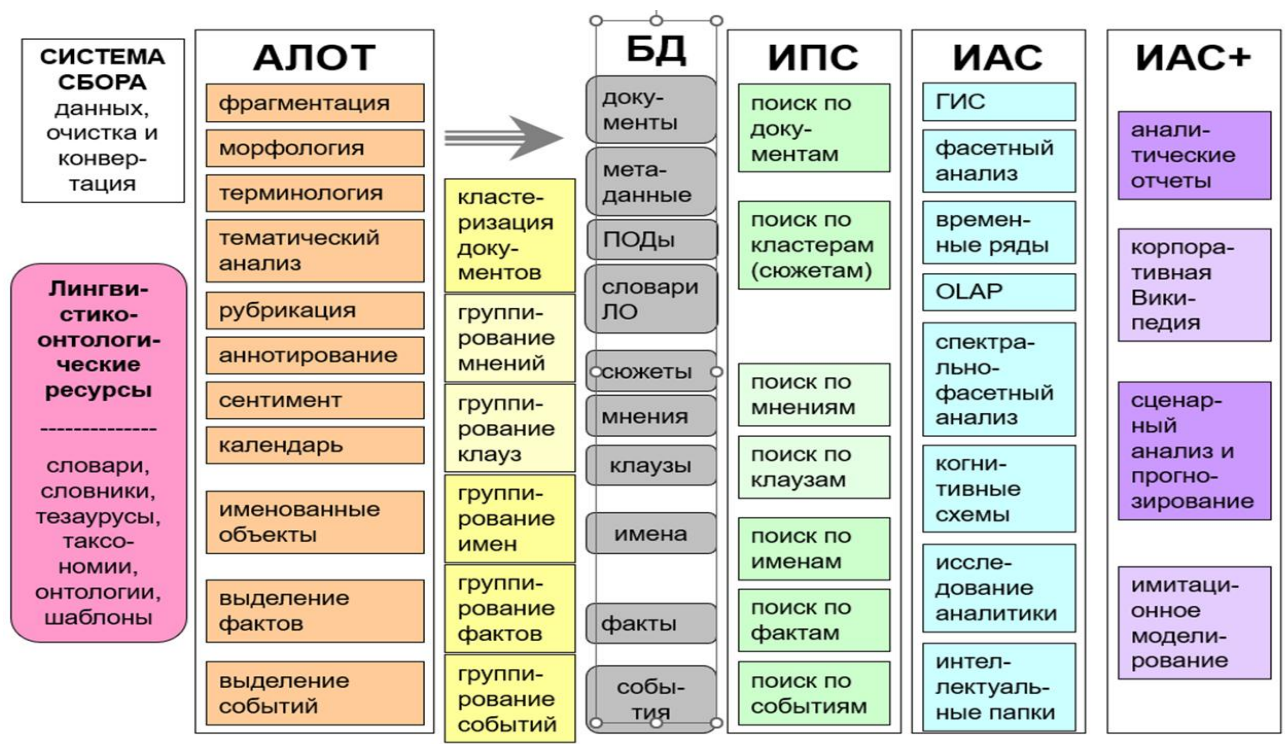 СИСТЕМА
СБОРА
данных,
очистка и
конвер-
тация
Лингви-
стико-
онтологи-
ческие
ресурсы
--------------
словари,
словники,
тезаурусы,
таксо-
номии,
онтологии,
шаблоны
АЛОТ
фрагментация
морфология
терминология
тематический
анализ
рубрикация
аннотирование
сентимент
календарь
именованные
объекты
выделение
фактов
выделение
событий
класте-
ризация
доку-
ментов
группи-
рование
мнений
группи-
рование
клауз
группи-
рование
имен
группи-
рование
фактов
группи-
рование
событий
БД
доку-
менты
мета-
данные
ПОДы
словари
ЛО
сюжеты
мнения
клаузы
имена
факты
собы-
тия
ИПС
поиск по
доку-
ментам
поиск по
кластерам
(сюжетам)
поиск по
мнениям
поиск по
клаузам
поиск по
именам
поиск по
фактам
поиск по
событиям
ИАС
ГИС
фасетный
анализ
времен-
ные ряды
OLAP
спектра-
льно-
фасетный
анализ
когни-
тивные
схемы
иссле-
дование
аналитики
интел-
лектуаль-
ные папки
ИАС+
анали-
тические
отчеты
корпора-
тивная
Вики-
педия
сценар-
ный
анализ и
прогно-
зирование
имитаци-
онное
модели-
рование